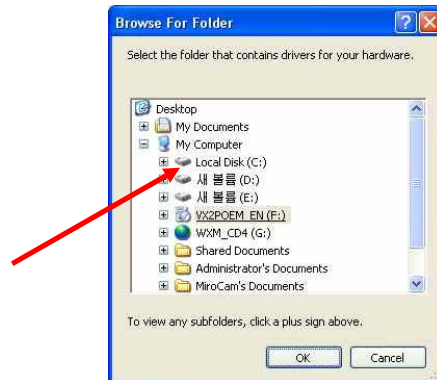 Browse For Folder
Select the folder that contains drivers for your hardware.
Desktop
My Documents
My Computer
Local Disk (C:)
새 볼륨 (D:)
새 볼륨 (E:)
VX2POEM_EN (F:)
WXM_CD4 (G:)
Shared Documents
Administrator's Documents
MiroCam's Documents
To view any subfolders, click a plus sign above.
OK Cancel